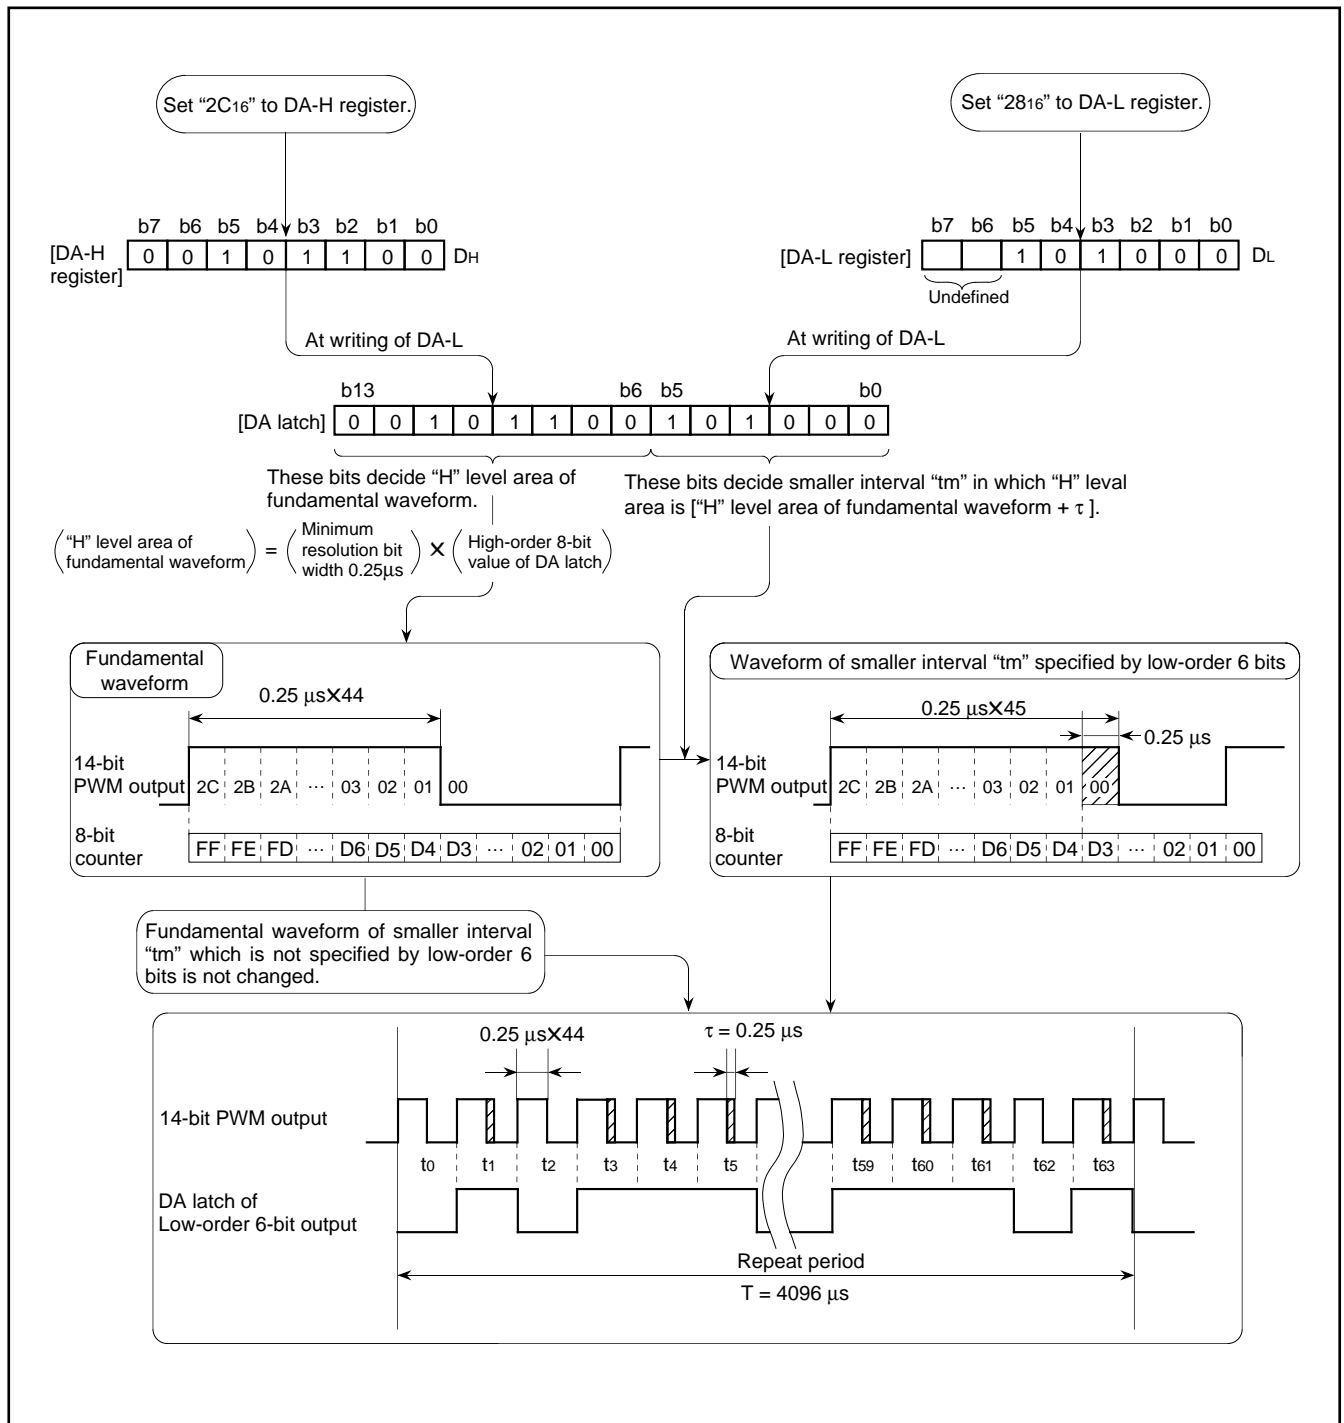 Set “2C16” to DA-H register.
Set “2816” to DA-L register.
b7 b6 b5 b4 b3 b2 b1 b0
[DA-H register] 0 0 1 0 1 1 0 0 DH
b7 b6 b5 b4 b3 b2 b1 b0
[DA-L register] 1 0 1 0 0 0 DL
Undefined
At writing of DA-L
At writing of DA-L
b13 b6 b5 b0
[DA latch] 0 0 1 0 1 1 0 0 1 0 1 0 0 0
These bits decide “H” level area of
fundamental waveform.
These bits decide smaller interval “tm” in which “H” leval
area is [“H” level area of fundamental waveform + τ ].
“H” level area of
fundamental waveform
=
Minimum
resolution bit
width 0.25μs
×
High-order 8-bit
value of DA latch
Fundamental
waveform
0.25 μs×44
14-bit
PWM output
2C 2B 2A ... 03 02 01 00
8-bit
counter
FF FE FD ... D6 D5 D4 D3 ... 02 01 00
Waveform of smaller interval “tm” specified by low-order 6 bits
0.25 μs×45
0.25 μs
14-bit
PWM output
2C 2B 2A ... 03 02 01 00
8-bit
counter
FF FE FD ... D6 D5 D4 D3 ... 02 01 00
Fundamental waveform of smaller interval
“tm” which is not specified by low-order 6
bits is not changed.
0.25 μs×44
τ = 0.25 μs
14-bit PWM output
t0 t1 t2 t3 t4 t5 t59 t60 t61 t62 t63
DA latch of
Low-order 6-bit output
Repeat period
T = 4096 μs